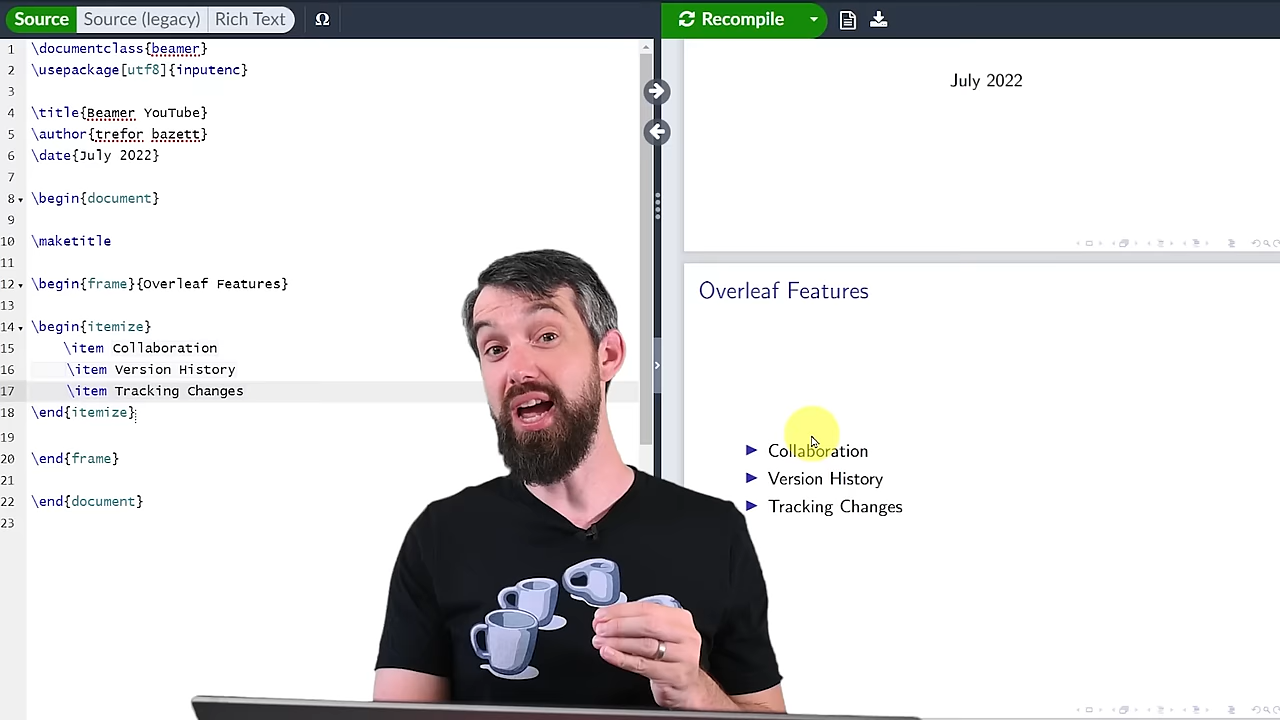 Source Source (legacy) Rich Text Ω
Recompile
1 \documentclass{beamer}
2 \usepackage[utf8]{inputenc}
3
4 \title{Beamer YouTube}
5 \author{trefor bazett}
6 \date{July 2022}
7
8 \begin{document}
9
10 \maketitle
11
12 \begin{frame}{Overleaf Features}
13
14 \begin{itemize}
15 \item Collaboration
16 \item Version History
17 \item Tracking Changes
18 \end{itemize}
19
20 \end{frame}
21
22 \end{document}
23
July 2022
Overleaf Features
Collaboration
Version History
Tracking Changes